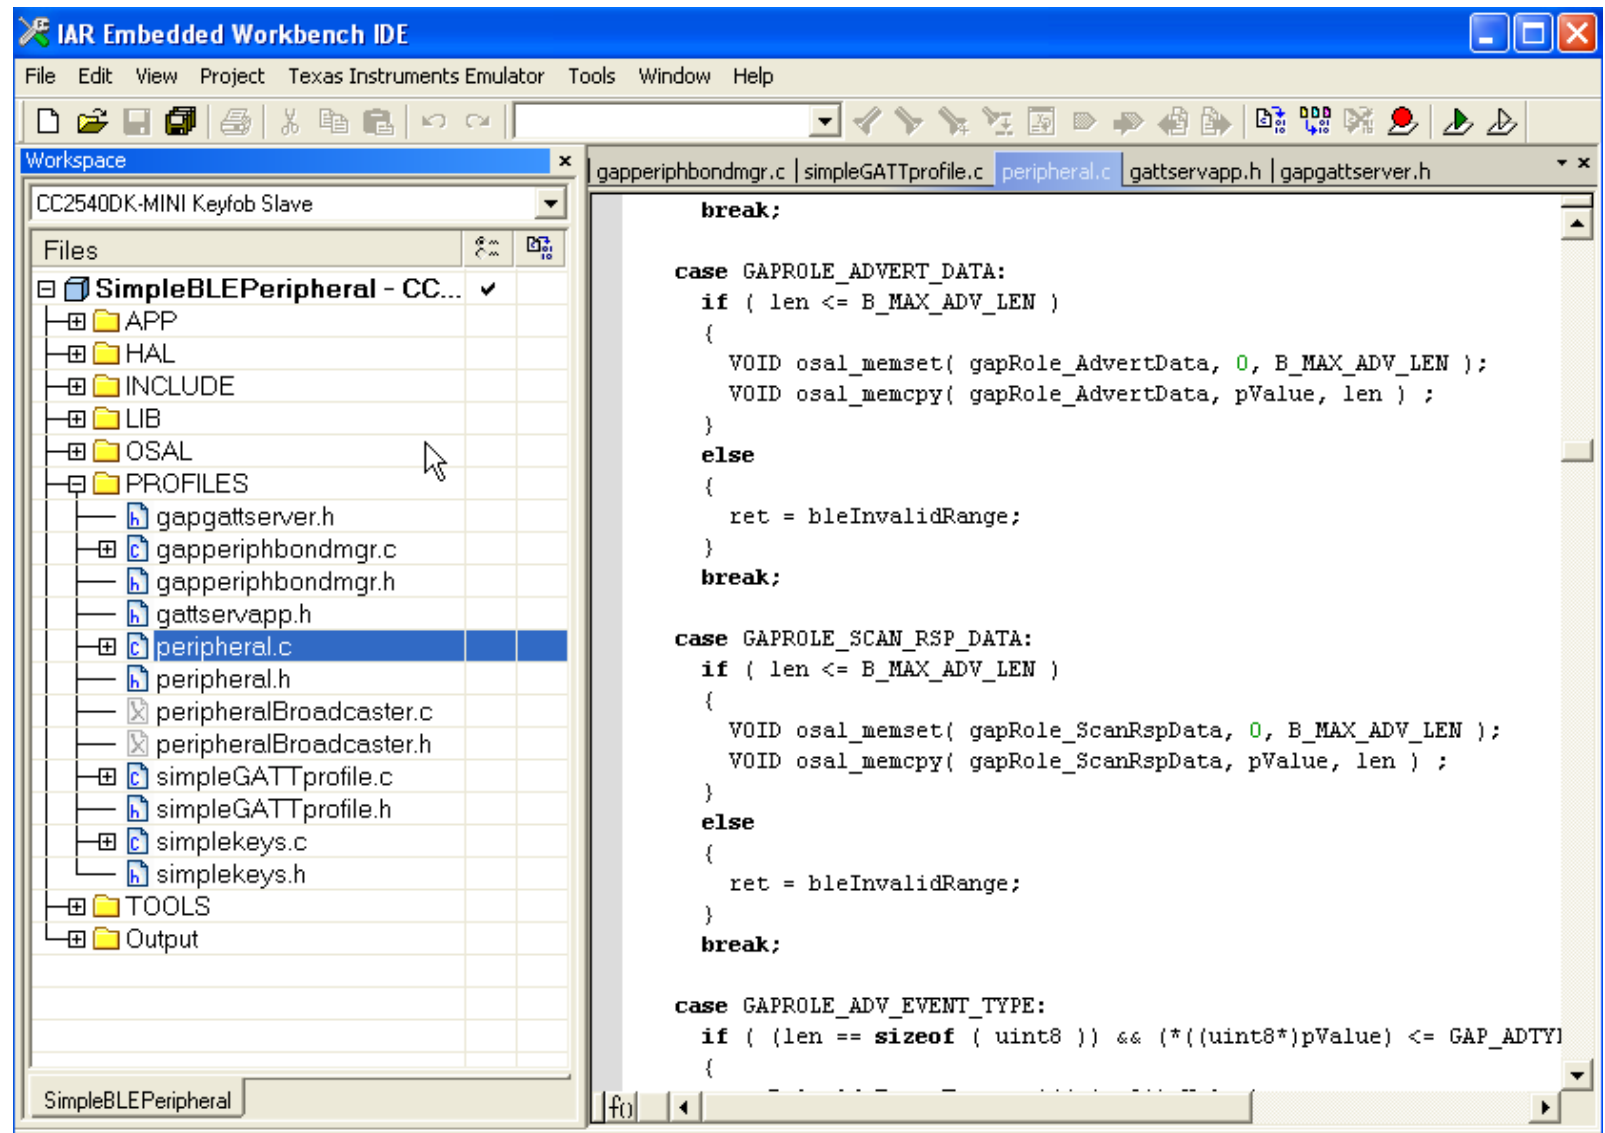 IAR Embedded Workbench IDE
File Edit View Project Texas Instruments Emulator Tools Window Help
Workspace
CC2540DK-MINI Keyfob Slave
Files
SimpleBLEPeripheral - CC...
APP
HAL
INCLUDE
LIB
OSAL
PROFILES
gapgattserver.h
gapperiphbondmgr.c
gapperiphbondmgr.h
gattservapp.h
peripheral.c
peripheral.h
peripheralBroadcaster.c
peripheralBroadcaster.h
simpleGATTprofile.c
simpleGATTprofile.h
simplekeys.c
simplekeys.h
TOOLS
Output
SimpleBLEPeripheral
gapperiphbondmgr.c | simpleGATTprofile.c peripheral.c gattservapp.h | gapgattserver.h
break;
case GAPROLE_ADVERT_DATA:
if ( len <= B_MAX_ADV_LEN )
{
VOID osal_memset( gapRole_AdvertData, 0, B_MAX_ADV_LEN );
VOID osal_memcpy( gapRole_AdvertData, pValue, len ) ;
}
else
{
ret = bleInvalidRange;
}
break;
case GAPROLE_SCAN_RSP_DATA:
if ( len <= B_MAX_ADV_LEN )
{
VOID osal_memset( gapRole_ScanRspData, 0, B_MAX_ADV_LEN );
VOID osal_memcpy( gapRole_ScanRspData, pValue, len ) ;
}
else
{
ret = bleInvalidRange;
}
break;
case GAPROLE_ADV_EVENT_TYPE:
if ( (len == sizeof ( uint8 )) && (*((uint8*)pValue) <= GAP_ADTYP
{
f()